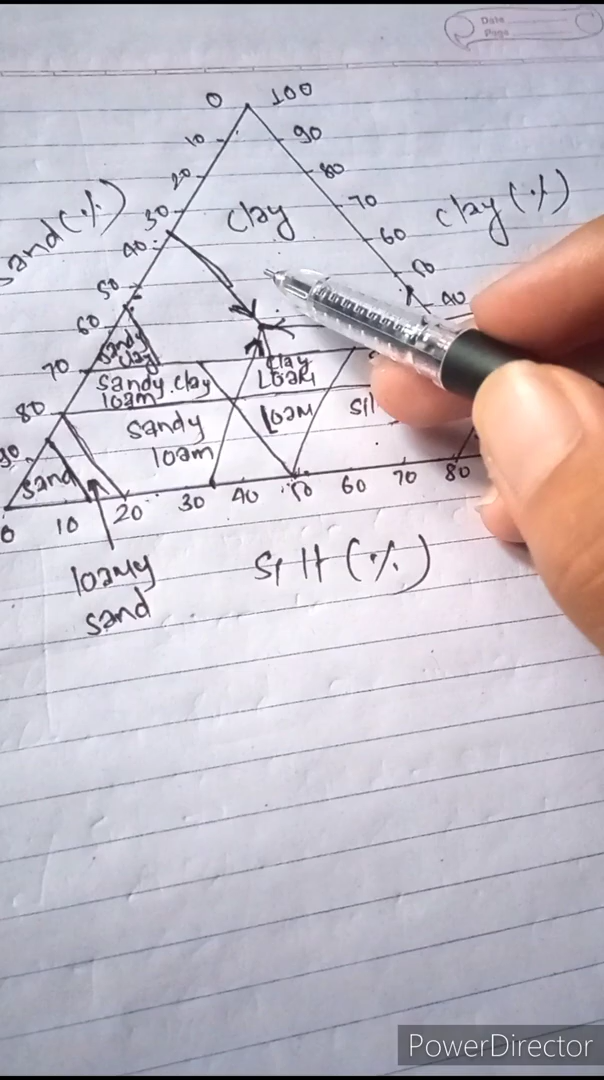 Date
Page
0 100
10 90
20 80
30 70
Sand (%) Clay Clay (%)
40 60
50 50
60 40
Sandy
clay
70
Sandy clay
loam
Clay
Loam
80
Sandy
loam
Loam
Sil
90
Sand
0 10 20 30 40 50 60 70 80
loamy
sand
Silt (%)
PowerDirector